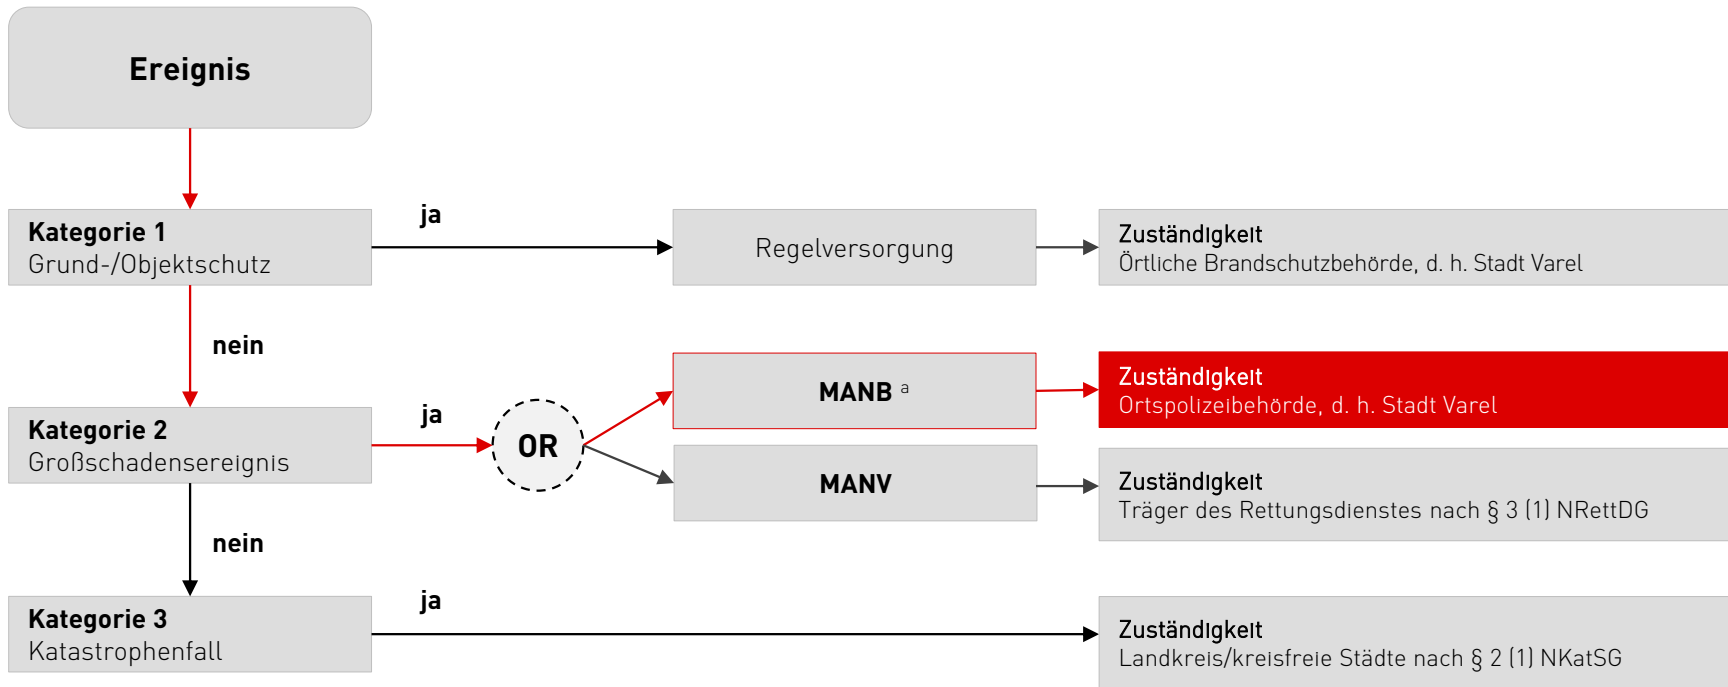 Ereignis
Kategorie 1
Grund-/Objektschutz
ja
Regelversorgung
Zuständigkeit
Örtliche Brandschutzbehörde, d. h. Stadt Varel
nein
Kategorie 2
Großschadensereignis
ja
OR
MANB a
Zuständigkeit
Ortspolizeibehörde, d. h. Stadt Varel
MANV
Zuständigkeit
Träger des Rettungsdienstes nach § 3 (1) NRettDG
nein
Kategorie 3
Katastrophenfall
ja
Zuständigkeit
Landkreis/kreisfreie Städte nach § 2 (1) NKatSG